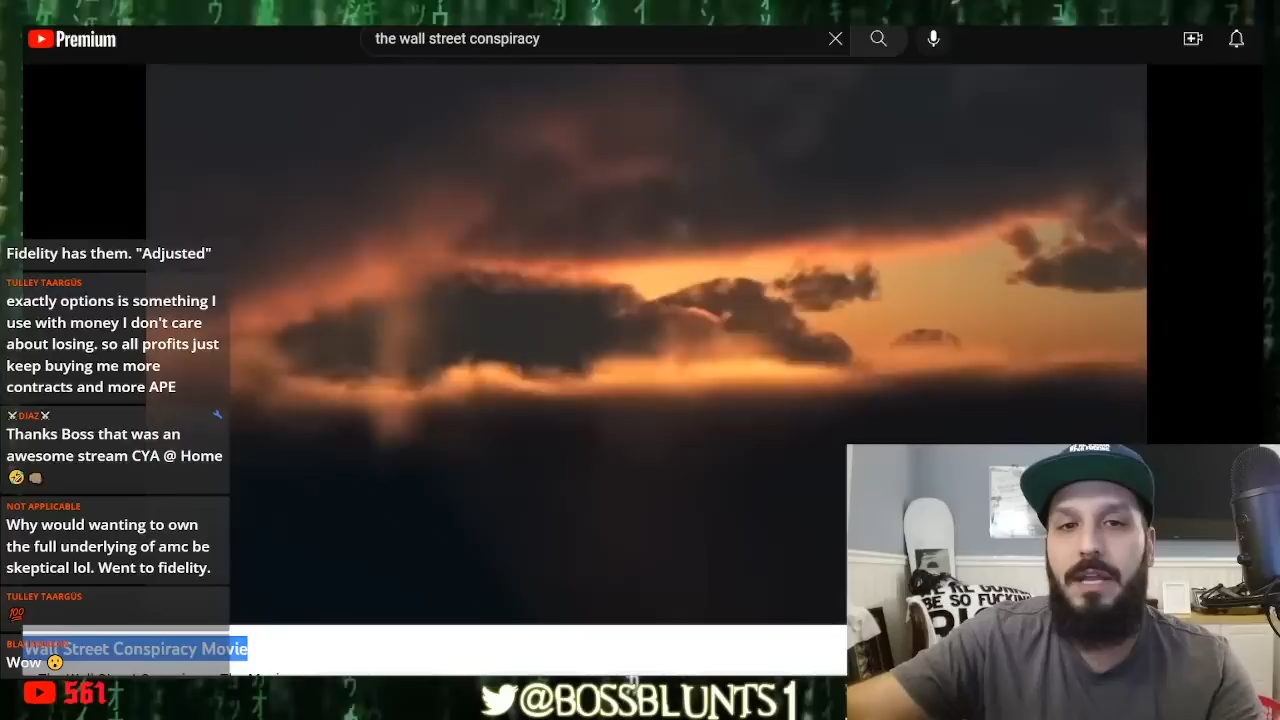 Premium
the wall street conspiracy
Fidelity has them. "Adjusted"
TULLEY TAARGÜS
exactly options is something I
use with money I don't care
about losing. so all profits just
keep buying me more
contracts and more APE
⚔DIAZ⚔
Thanks Boss that was an
awesome stream CYA @ Home
🤣 👊🏽
NOT APPLICABLE
Why would wanting to own
the full underlying of amc be
skeptical lol. Went to fidelity.
TULLEY TAARGÜS
💯
Wall Street Conspiracy Movie
Wow 😮
BE SO FUCKIN
561
@BOSSBLUNTS1